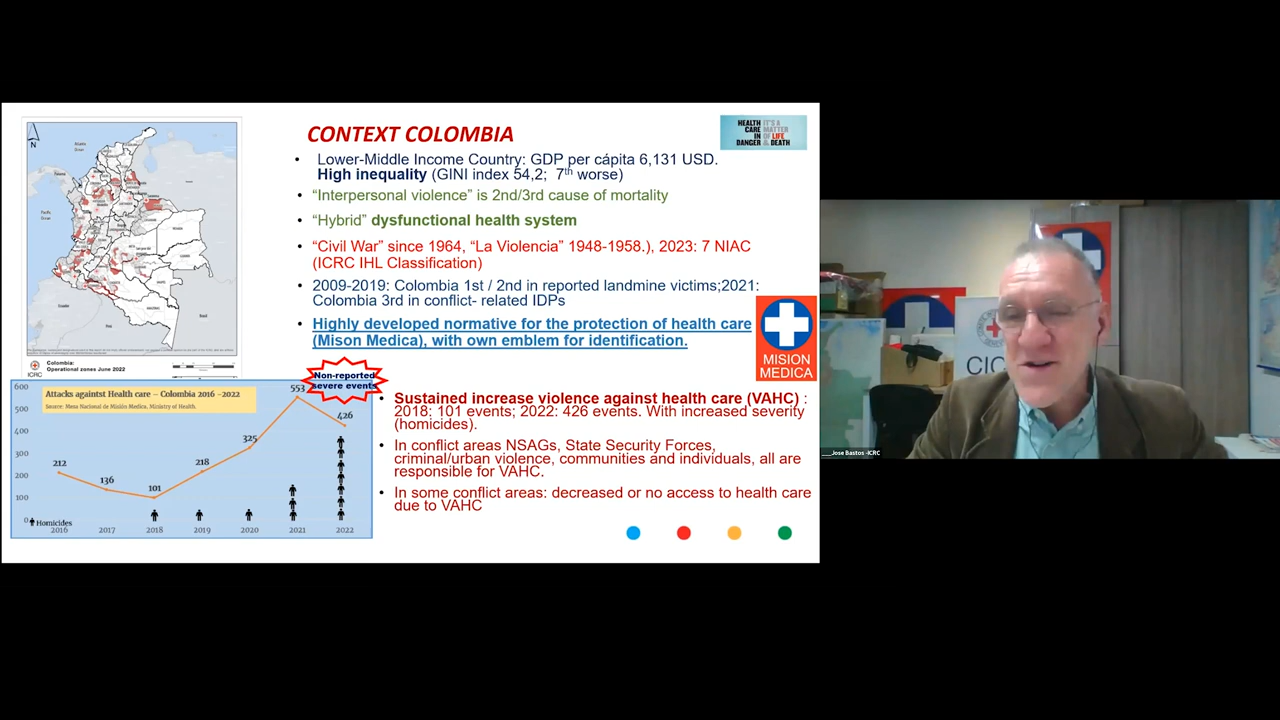 CONTEXT COLOMBIA
HEALTH CARE IN DANGER
IT'S A MATTER OF LIFE & DEATH
• Lower-Middle Income Country: GDP per cápita 6,131 USD.
High inequality (GINI index 54,2; 7th worse)
• “Interpersonal violence” is 2nd/3rd cause of mortality
• “Hybrid” dysfunctional health system
• “Civil War” since 1964, “La Violencia” 1948-1958.), 2023: 7 NIAC
(ICRC IHL Classification)
• 2009-2019: Colombia 1st / 2nd in reported landmine victims;2021:
Colombia 3rd in conflict- related IDPs
• Highly developed normative for the protection of health care
(Mison Medica), with own emblem for identification.
MISION
MEDICA
N
ICRC
Colombia:
Operational zones June 2022
Non-reported
severe events
Attacks againtst Health care – Colombia 2016 -2022
Source: Mesa Nacional de Misión Medica. Ministry of Health.
600
500
400
300
200
100
0
212
136
101
218
325
553
426
Homicides
2016 2017 2018 2019 2020 2021 2022
• Sustained increase violence against health care (VAHC) :
2018: 101 events; 2022: 426 events. With increased severity
(homicides).
• In conflict areas NSAGs, State Security Forces,
criminal/urban violence, communities and individuals, all are
responsible for VAHC.
• In some conflict areas: decreased or no access to health care
due to VAHC
CIC
___Jose Bastos -ICRC